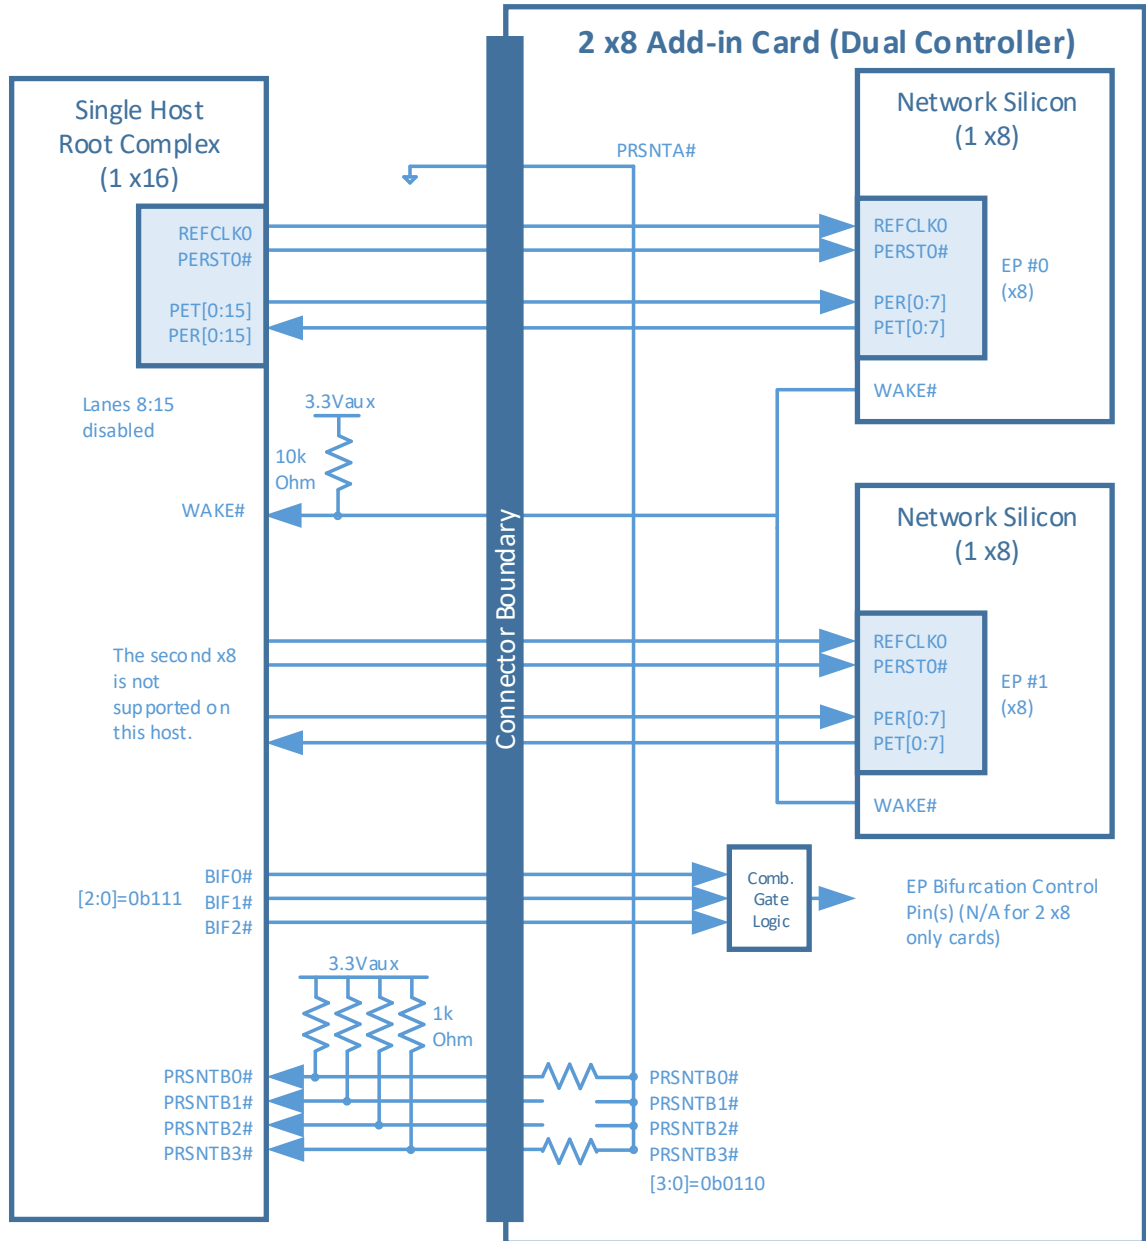 2 x8 Add-in Card (Dual Controller)
Single Host
Root Complex
(1 x16)
REFCLK0
PERST0#
PET[0:15]
PER[0:15]
Lanes 8:15
disabled
3.3Vaux
10k
Ohm
WAKE#
The second x8
is not
supported on
this host.
[2:0]=0b111
BIF0#
BIF1#
BIF2#
3.3Vaux
1k
Ohm
PRSNTB0#
PRSNTB1#
PRSNTB2#
PRSNTB3#
Connector Boundary
PRSNTA#
Network Silicon
(1 x8)
REFCLK0
PERST0#
PER[0:7]
PET[0:7]
EP #0
(x8)
WAKE#
Network Silicon
(1 x8)
REFCLK0
PERST0#
PER[0:7]
PET[0:7]
EP #1
(x8)
WAKE#
Comb.
Gate
Logic
EP Bifurcation Control
Pin(s) (N/A for 2 x8
only cards)
PRSNTB0#
PRSNTB1#
PRSNTB2#
PRSNTB3#
[3:0]=0b0110